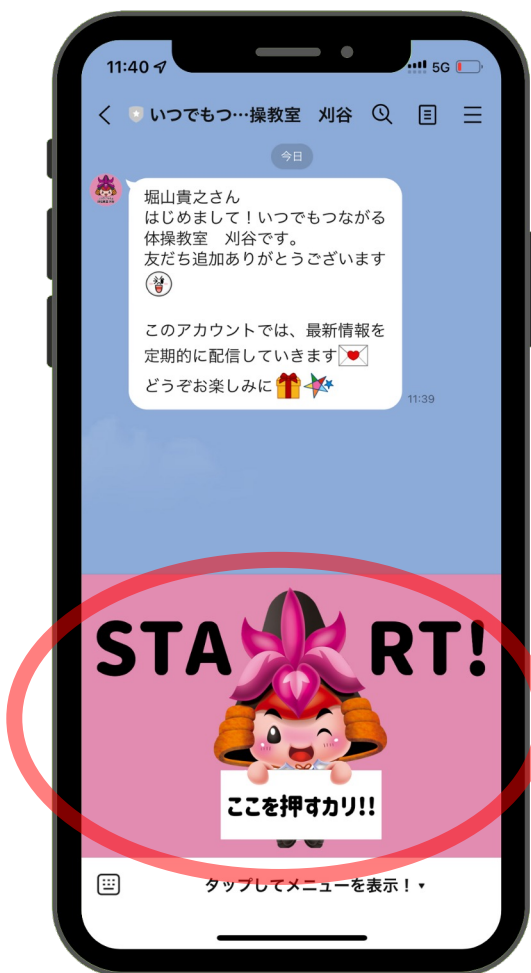 11:40
5G
いつでもつ…操教室 刈谷
今日
堀山貴之さん
はじめまして！いつでもつながる
体操教室 刈谷です。
友だち追加ありがとうございます
このアカウントでは、最新情報を
定期的に配信していきます
どうぞお楽しみに
11:39
START!
ここを押すカリ!!
タップしてメニューを表示！▼